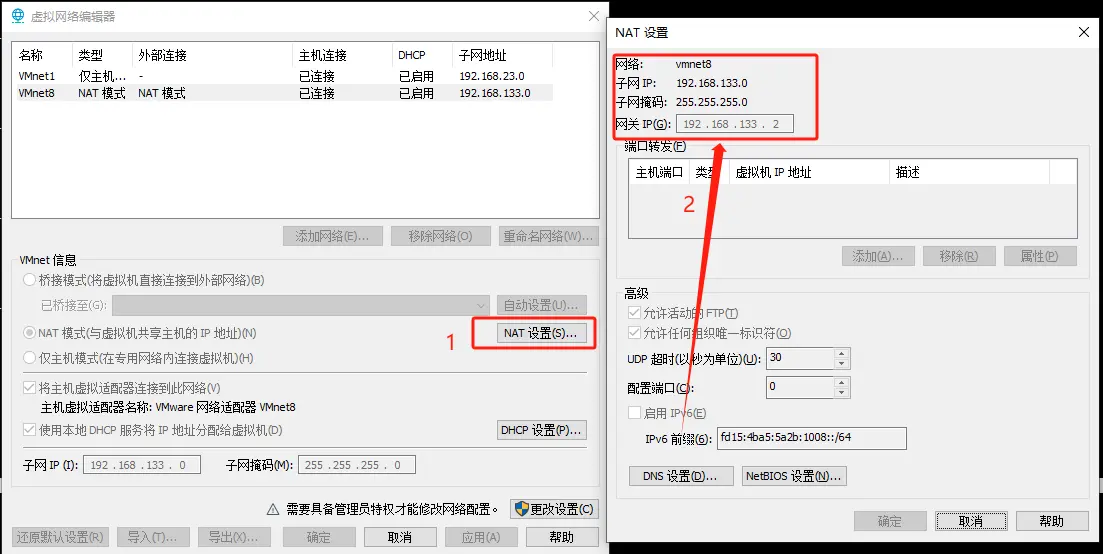 虚拟网络编辑器
名称 类型 外部连接 主机连接 DHCP 子网地址
VMnet1 仅主机... - 已连接 已启用 192.168.23.0
VMnet8 NAT 模式 NAT 模式 已连接 已启用 192.168.133.0
添加网络(E)... 移除网络(O) 重命名网络(W)...
VMnet 信息
桥接模式(将虚拟机直接连接到外部网络)(B)
已桥接至(G): 自动设置(U)...
NAT 模式(与虚拟机共享主机的 IP 地址)(N) 1 NAT 设置(S)...
仅主机模式(在专用网络内连接虚拟机)(H)
将主机虚拟适配器连接到此网络(V)
主机虚拟适配器名称: VMware 网络适配器 VMnet8
使用本地 DHCP 服务将 IP 地址分配给虚拟机(D) DHCP 设置(P)...
子网 IP (I): 192 . 168 . 133 . 0 子网掩码(M): 255 . 255 . 255 . 0
需要具备管理员特权才能修改网络配置。 更改设置(C)
还原默认设置(R) 导入(T)... 导出(X)... 确定 取消 应用(A) 帮助
NAT 设置
网络: vmnet8
子网 IP: 192.168.133.0
子网掩码: 255.255.255.0
网关 IP(G): 192 . 168 . 133 . 2
端口转发(F)
主机端口 类型 虚拟机 IP 地址 描述
2
添加(A)... 移除(R) 属性(P)
高级
允许活动的 FTP(T)
允许任何组织唯一标识符(O)
UDP 超时(以秒为单位)(U): 30
配置端口(C): 0
启用 IPv6(E)
IPv6 前缀(6): fd15:4ba5:5a2b:1008::/64
DNS 设置(D)... NetBIOS 设置(N)...
确定 取消 帮助